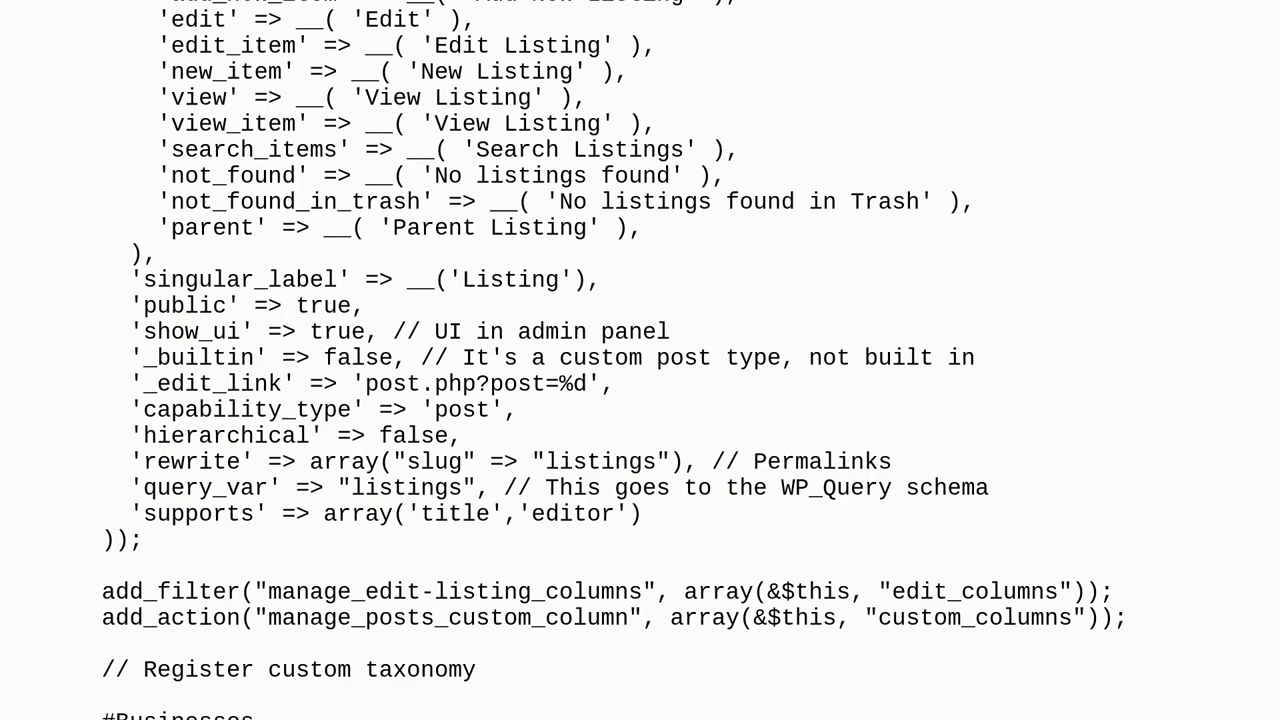 'edit' => __( 'Edit' ),
'edit_item' => __( 'Edit Listing' ),
'new_item' => __( 'New Listing' ),
'view' => __( 'View Listing' ),
'view_item' => __( 'View Listing' ),
'search_items' => __( 'Search Listings' ),
'not_found' => __( 'No listings found' ),
'not_found_in_trash' => __( 'No listings found in Trash' ),
'parent' => __( 'Parent Listing' ),
),
'singular_label' => __('Listing'),
'public' => true,
'show_ui' => true, // UI in admin panel
'_builtin' => false, // It's a custom post type, not built in
'_edit_link' => 'post.php?post=%d',
'capability_type' => 'post',
'hierarchical' => false,
'rewrite' => array("slug" => "listings"), // Permalinks
'query_var' => "listings", // This goes to the WP_Query schema
'supports' => array('title','editor')
));
add_filter("manage_edit-listing_columns", array(&$this, "edit_columns"));
add_action("manage_posts_custom_column", array(&$this, "custom_columns"));
// Register custom taxonomy
#Businesses